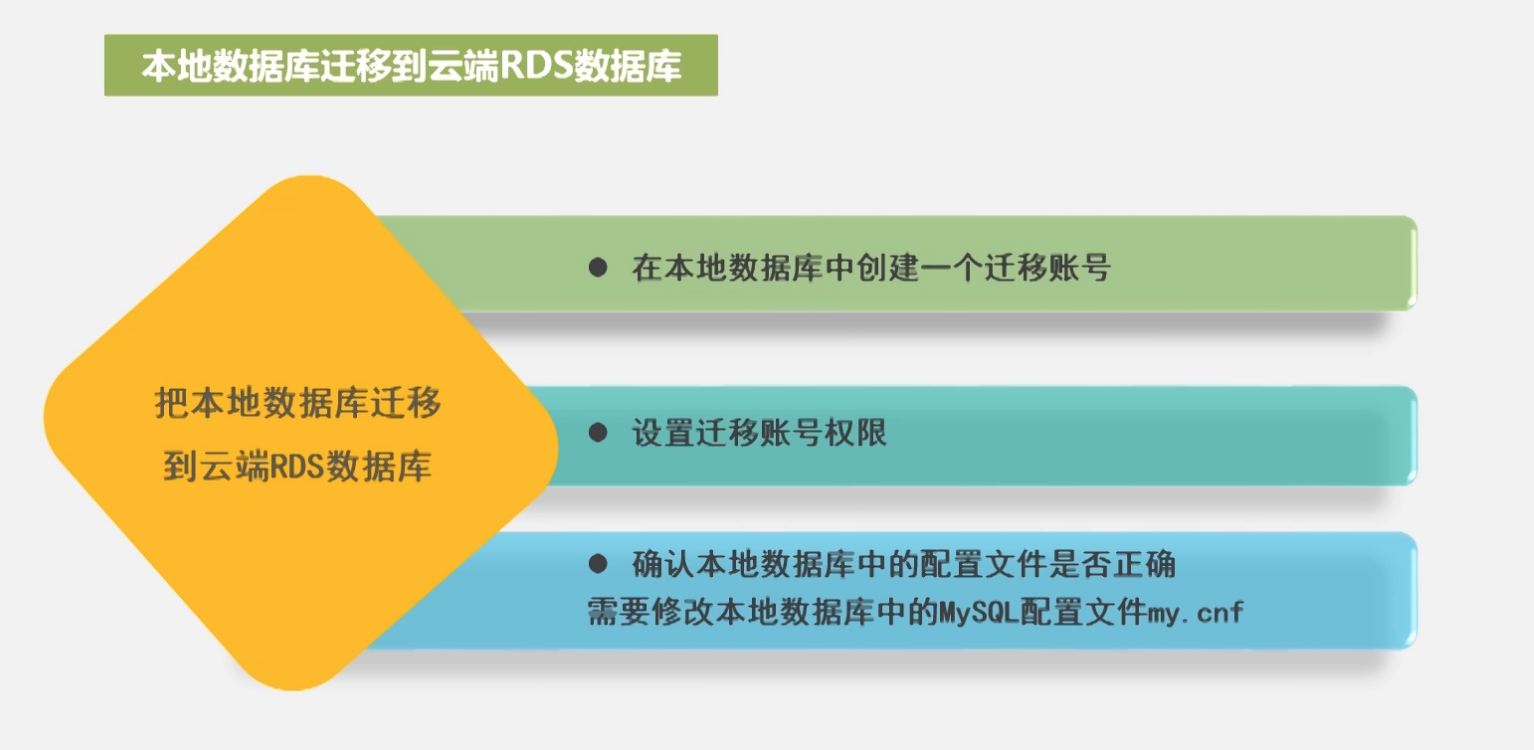 本地数据库迁移到云端RDS数据库
把本地数据库迁移
到云端RDS数据库
● 在本地数据库中创建一个迁移账号
● 设置迁移账号权限
● 确认本地数据库中的配置文件是否正确
需要修改本地数据库中的MySQL配置文件my.cnf